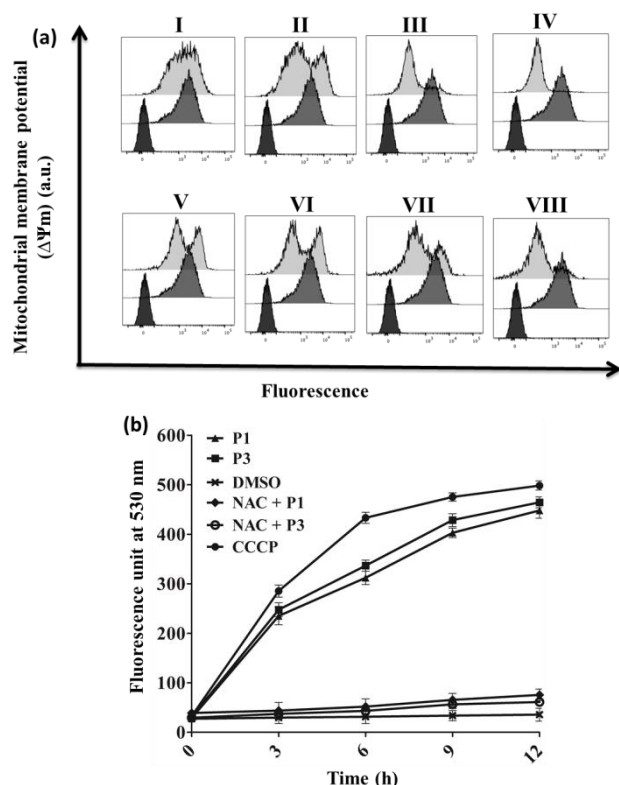 (a)
I II III IV
V VI VII VIII
Mitochondrial membrane potential
(ΔΨm) (a.u.)
Fluorescence
(b)
P1
P3
DMSO
NAC + P1
NAC + P3
CCCP
Fluorescence unit at 530 nm
600
500
400
300
200
100
0
0 3 6 9 12
Time (h)